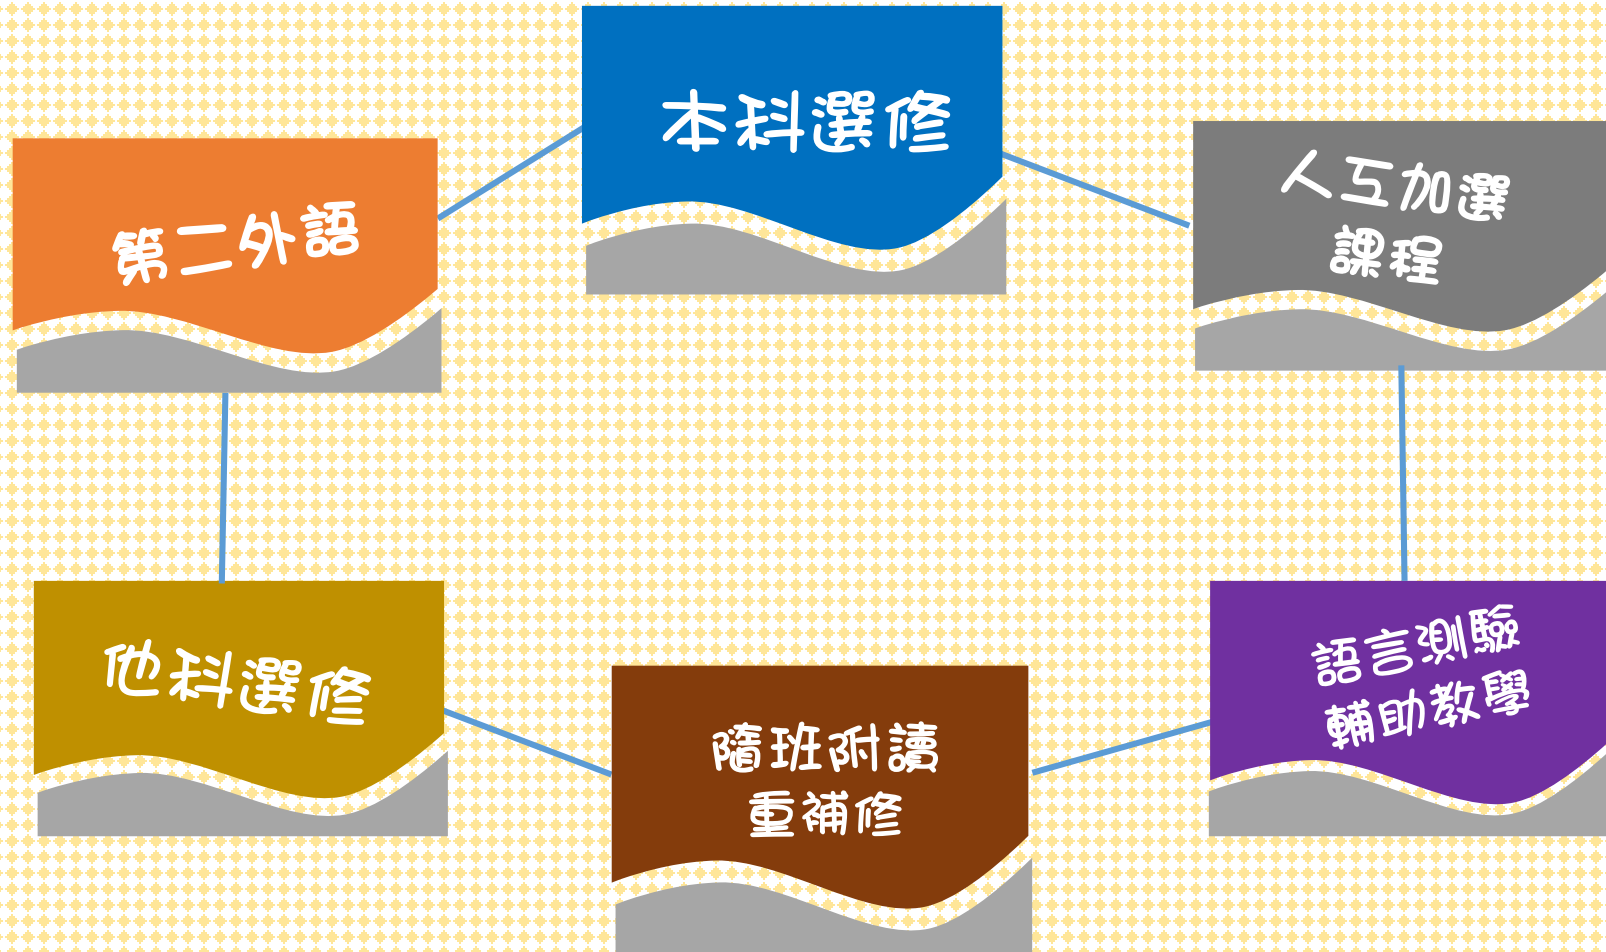 本科選修
第二外語
人互加選
課程
他科選修
隨班附讀
重補修
語言測驗
輔助教學